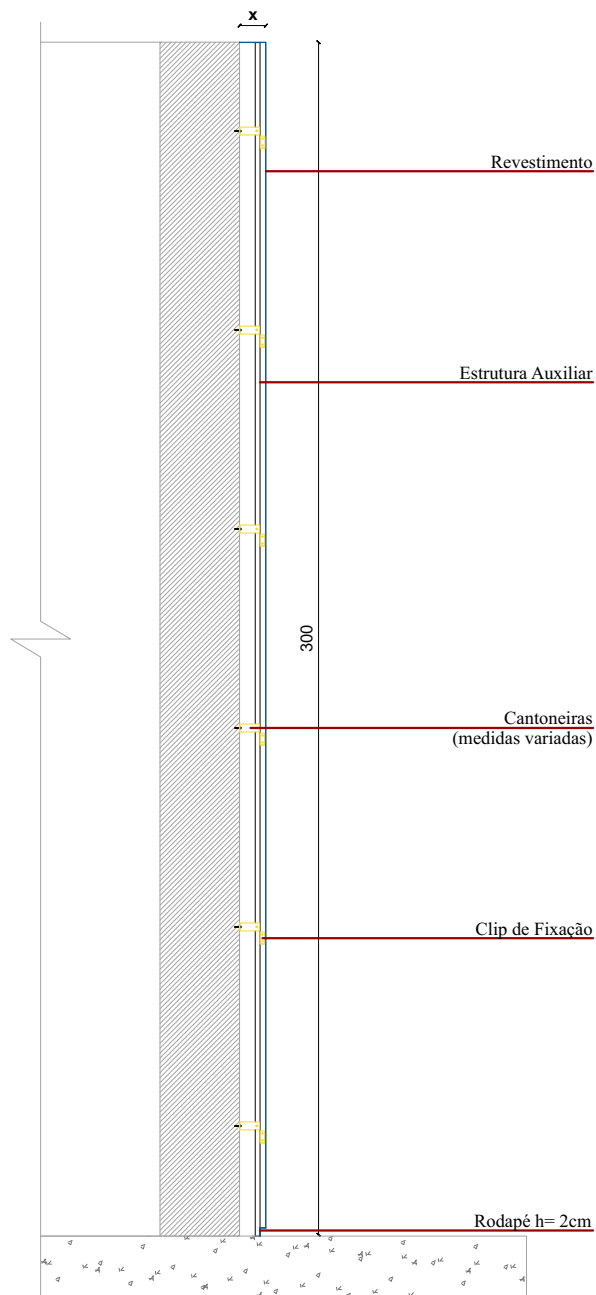 x
Revestimento
Estrutura Auxiliar
300
Cantoneiras
(medidas variadas)
Clip de Fixação
Rodapé h= 2cm